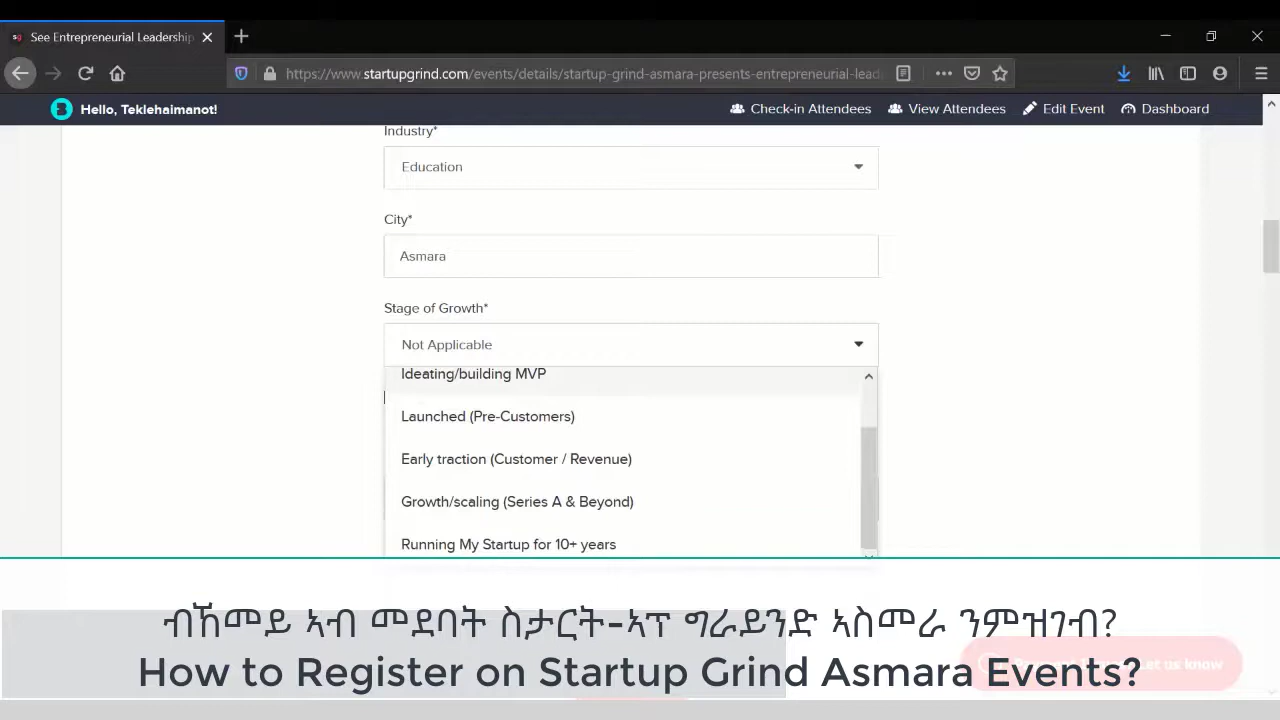 See Entrepreneurial Leadership
https://www.startupgrind.com/events/details/startup-grind-asmara-presents-entrepreneurial-lead
Hello, Teklehaimanot!
Check-in Attendees
View Attendees
Edit Event
Dashboard
Industry*
Education
City*
Asmara
Stage of Growth*
Not Applicable
Ideating/building MVP
Launched (Pre-Customers)
Early traction (Customer / Revenue)
Growth/scaling (Series A & Beyond)
Running My Startup for 10+ years
ብኸመይ ኣብ መደባት ስታርት-ኣፕ ግራይንድ ኣስመራ ንምዝገብ?
How to Register on Startup Grind Asmara Events?
Let us know